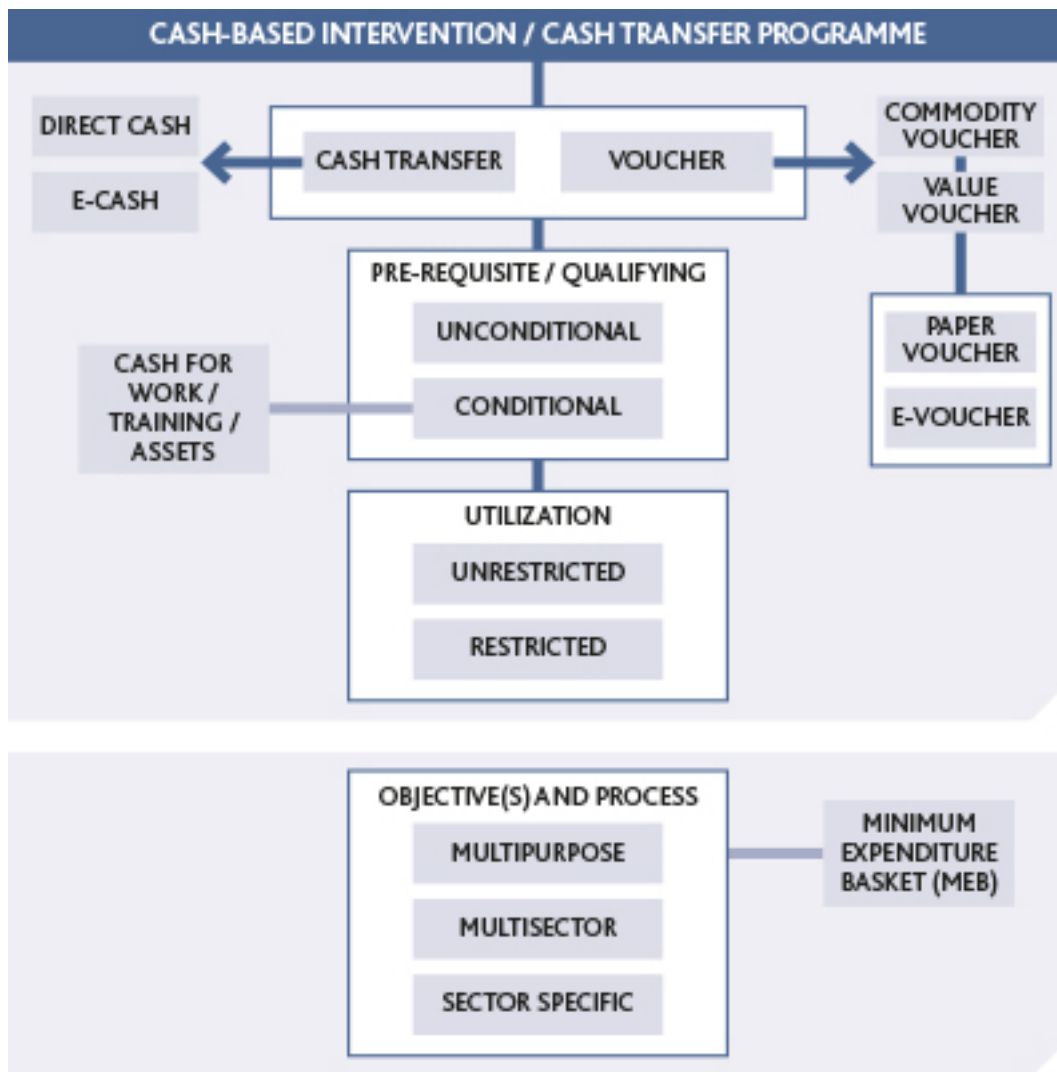 CASH-BASED INTERVENTION / CASH TRANSFER PROGRAMME
DIRECT CASH
E-CASH
CASH TRANSFER
VOUCHER
COMMODITY
VOUCHER
VALUE
VOUCHER
PAPER
VOUCHER
E-VOUCHER
PRE-REQUISITE / QUALIFYING
UNCONDITIONAL
CONDITIONAL
CASH FOR
WORK /
TRAINING /
ASSETS
UTILIZATION
UNRESTRICTED
RESTRICTED
OBJECTIVE(S) AND PROCESS
MULTIPURPOSE
MULTISECTOR
SECTOR SPECIFIC
MINIMUM
EXPENDITURE
BASKET (MEB)